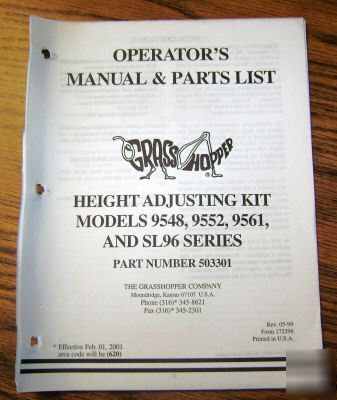 OPERATOR'S
MANUAL & PARTS LIST
GRASSHOPPER
®
HEIGHT ADJUSTING KIT
MODELS 9548, 9552, 9561,
AND SL96 SERIES
PART NUMBER 503301
THE GRASSHOPPER COMPANY
Moundridge, Kansas 67107 U.S.A.
Phone (316)* 345-8621
Fax (316)* 345-2301
Rev. 05-99
Form 172396
Printed in U.S.A.
* Effective Feb. 01, 2001
area code will be (620)